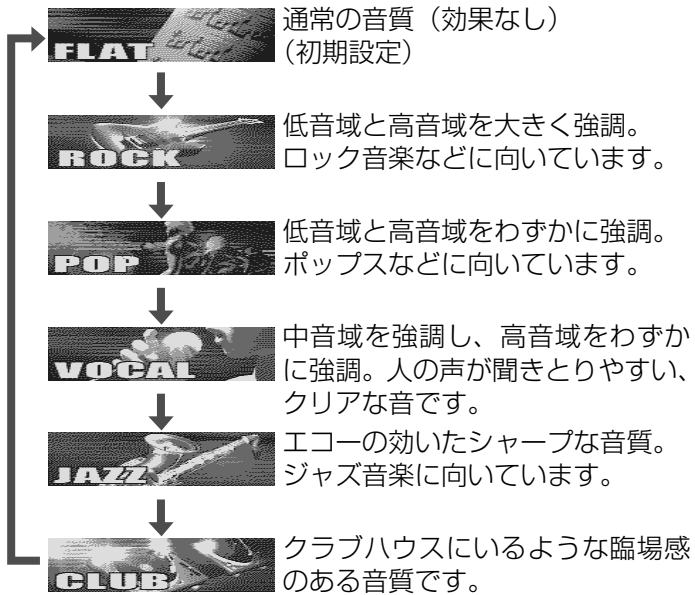 FLAT
通常の音質（効果なし）
（初期設定）
ROCK
低音域と高音域を大きく強調。
ロック音楽などに向いています。
POP
低音域と高音域をわずかに強調。
ポップスなどに向いています。
VOCAL
中音域を強調し、高音域をわずか
に強調。人の声が聞きとりやすい、
クリアな音です。
JAZZ
エコーの効いたシャープな音質。
ジャズ音楽に向いています。
CLUB
クラブハウスにいるような臨場感
のある音質です。